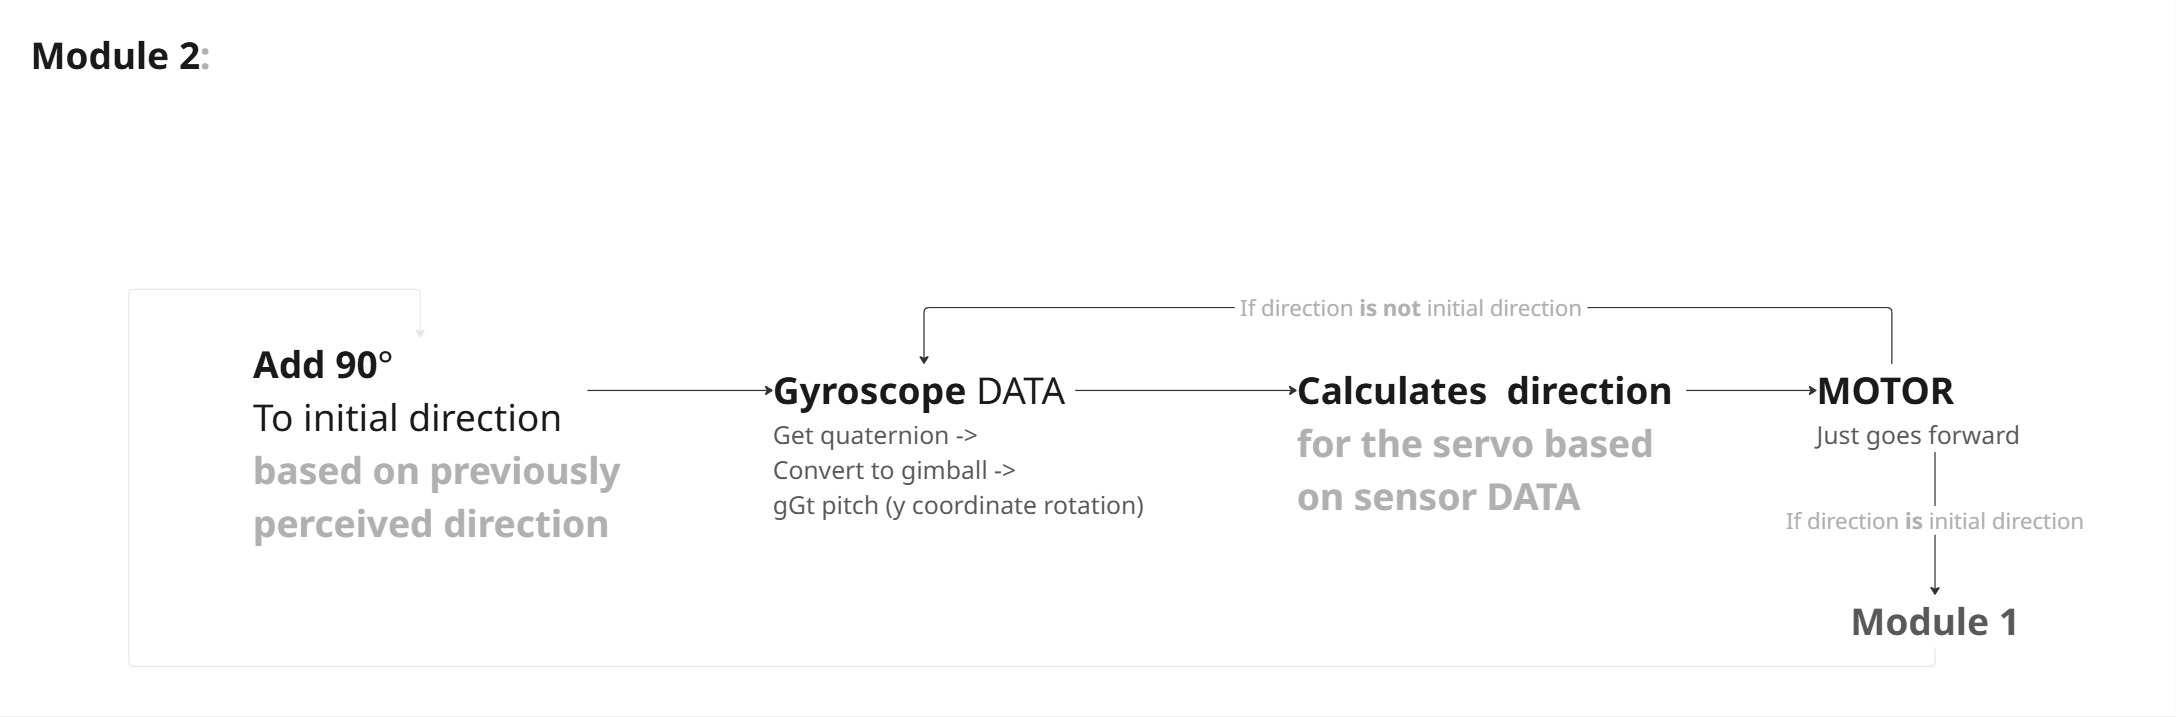 Module 2:
If direction is not initial direction
Add 90°
To initial direction
based on previously
perceived direction
Gyroscope DATA
Get quaternion ->
Convert to gimball ->
gGt pitch (y coordinate rotation)
Calculates  direction
for the servo based
on sensor DATA
MOTOR
Just goes forward
If direction is initial direction
Module 1